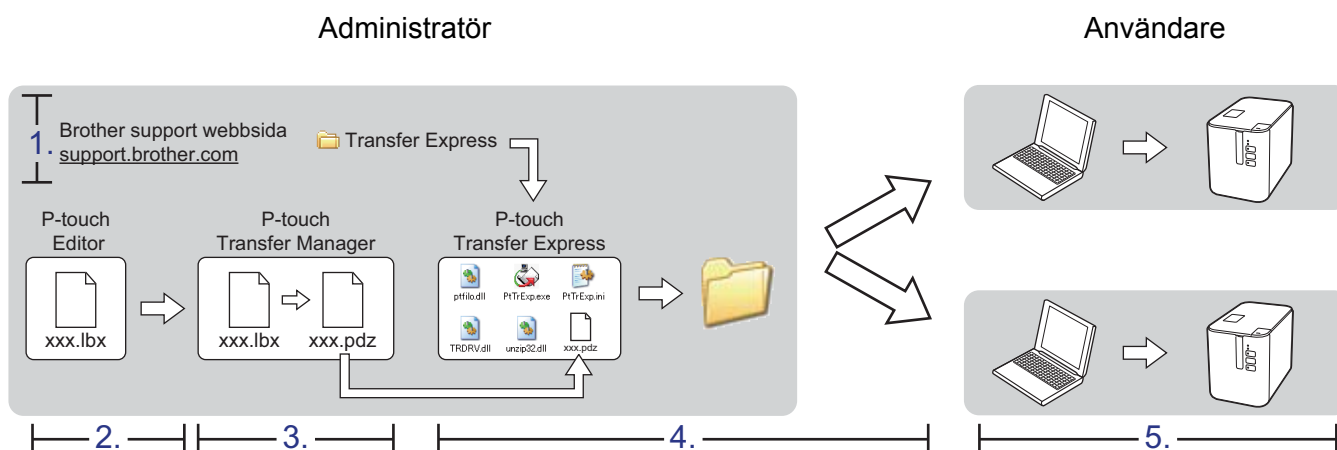 Administratör
Användare
1.
Brother support webbsida
support.brother.com
Transfer Express
P-touch
Editor
xxx.lbx
P-touch
Transfer Manager
xxx.lbx
xxx.pdz
P-touch
Transfer Express
ptfilo.dll
PtTrExp.exe
PtTrExp.ini
TRDRV.dll
unzip32.dll
xxx.pdz
2.
3.
4.
5.